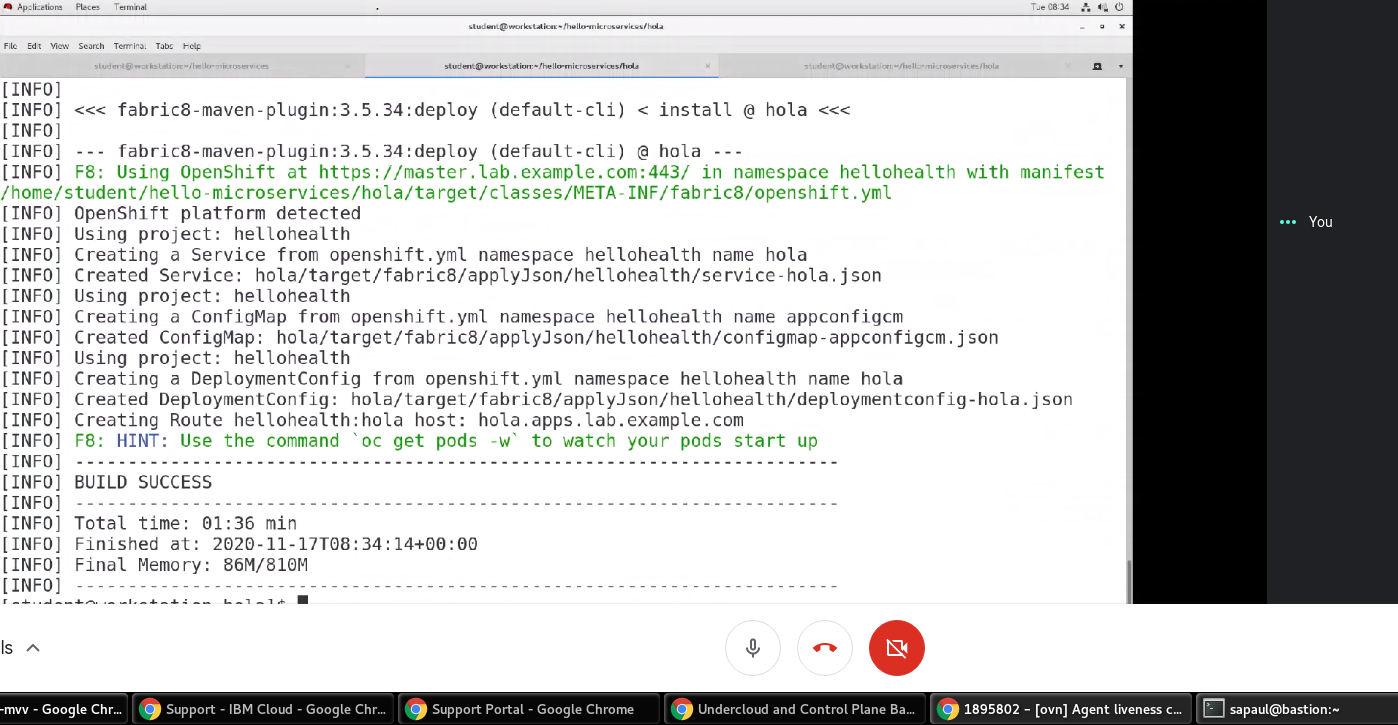 Applications Places Terminal Tue 08:34
student@workstation:~/hello-microservices/hola
File Edit View Search Terminal Tabs Help
student@workstation:~/hello-microservices × student@workstation:~/hello-microservices/hola × student@workstation:~/hello-microservices/hola ×
[INFO]
[INFO] <<< fabric8-maven-plugin:3.5.34:deploy (default-cli) < install @ hola <<<
[INFO]
[INFO] --- fabric8-maven-plugin:3.5.34:deploy (default-cli) @ hola ---
[INFO] F8: Using OpenShift at https://master.lab.example.com:443/ in namespace hellohealth with manifest
/home/student/hello-microservices/hola/target/classes/META-INF/fabric8/openshift.yml
[INFO] OpenShift platform detected
[INFO] Using project: hellohealth
[INFO] Creating a Service from openshift.yml namespace hellohealth name hola
[INFO] Created Service: hola/target/fabric8/applyJson/hellohealth/service-hola.json
[INFO] Using project: hellohealth
[INFO] Creating a ConfigMap from openshift.yml namespace hellohealth name appconfigcm
[INFO] Created ConfigMap: hola/target/fabric8/applyJson/hellohealth/configmap-appconfigcm.json
[INFO] Using project: hellohealth
[INFO] Creating a DeploymentConfig from openshift.yml namespace hellohealth name hola
[INFO] Created DeploymentConfig: hola/target/fabric8/applyJson/hellohealth/deploymentconfig-hola.json
[INFO] Creating Route hellohealth:hola host: hola.apps.lab.example.com
[INFO] F8: HINT: Use the command `oc get pods -w` to watch your pods start up
[INFO] ------------------------------------------------------------------------
[INFO] BUILD SUCCESS
[INFO] ------------------------------------------------------------------------
[INFO] Total time: 01:36 min
[INFO] Finished at: 2020-11-17T08:34:14+00:00
[INFO] Final Memory: 86M/810M
[INFO] ------------------------------------------------------------------------
[student@workstation hola]$
You
ls
-mvv - Google Chr... Support - IBM Cloud - Google Chr... Support Portal - Google Chrome Undercloud and Control Plane Ba... 1895802 – [ovn] Agent liveness c... sapaul@bastion:~